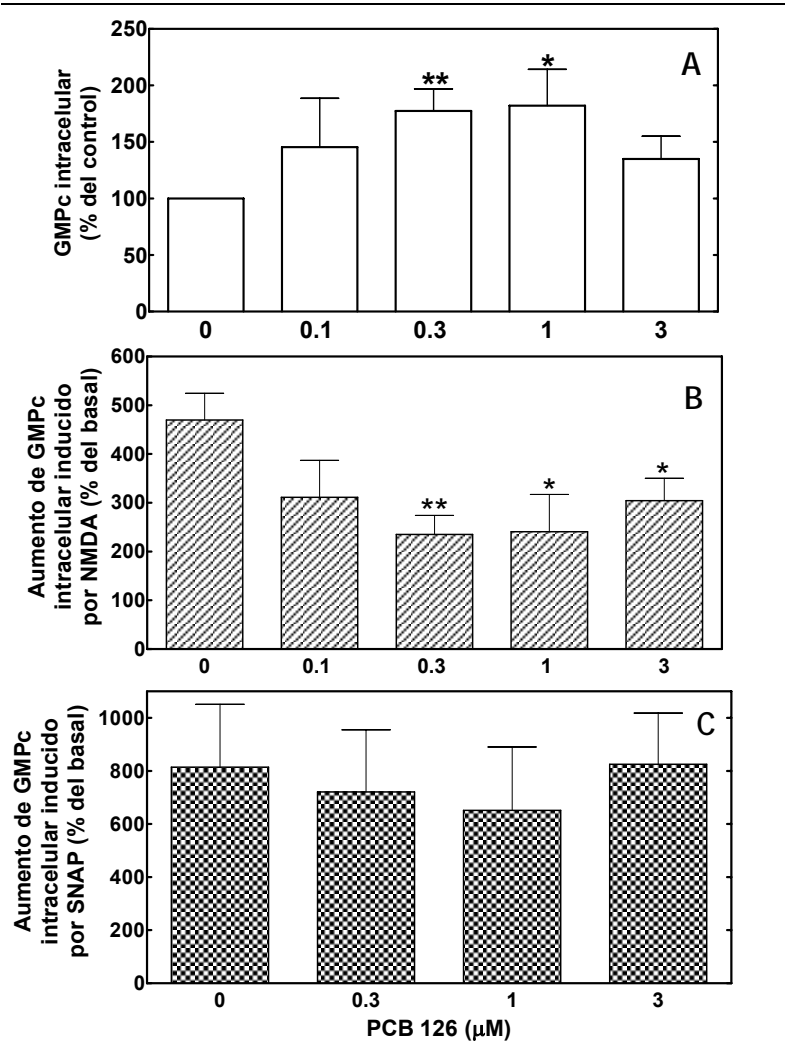 A
GMPc intracelular
(% del control)
250
200
150
100
50
0
**
*
0 0.1 0.3 1 3
B
Aumento de GMPc
intracelular inducido
por NMDA (% del basal)
600
500
400
300
200
100
0
**
*
*
0 0.1 0.3 1 3
C
Aumento de GMPc
intracelular inducido
por SNAP (% del basal)
1000
800
600
400
200
0
0 0.3 1 3
PCB 126 (μM)